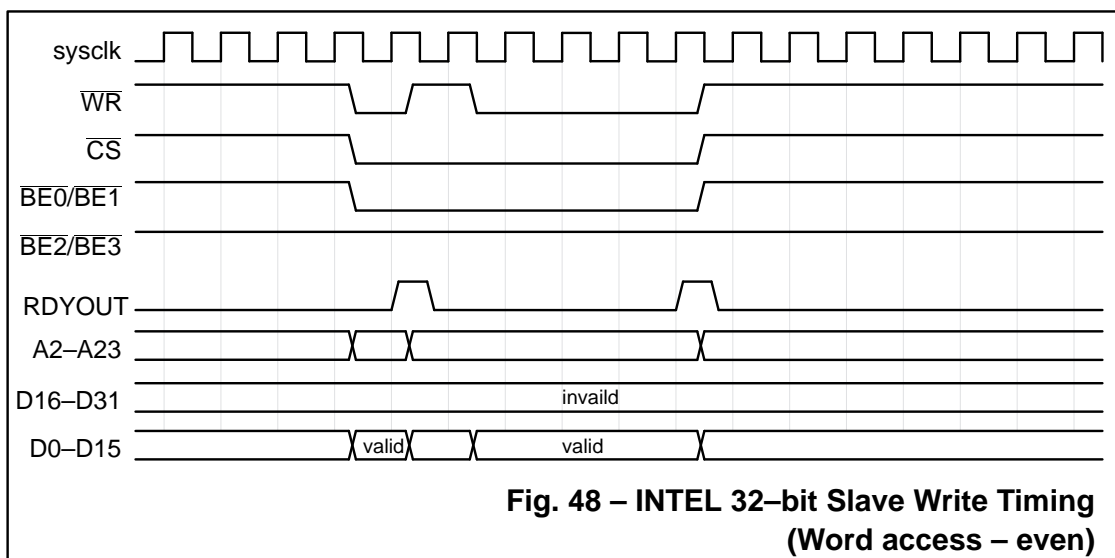 sysclk
WR
CS
BE0/BE1
BE2/BE3
RDYOUT
A2–A23
D16–D31 invaild
D0–D15 valid valid
Fig. 48 – INTEL 32–bit Slave Write Timing
(Word access – even)